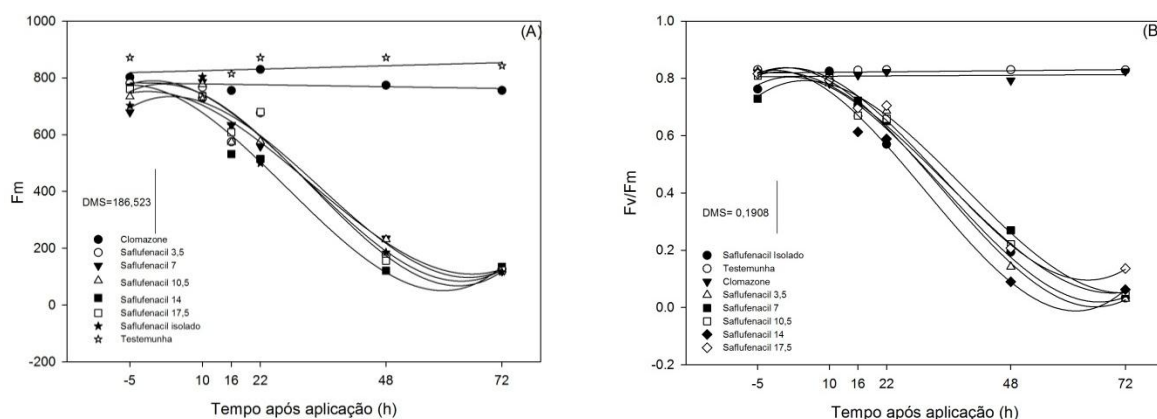 (A)
1000
800
600
400
200
0
-200
Fm
DMS=186,523
Clomazone
Saflufenacil 3,5
Saflufenacil 7
Saflufenacil 10,5
Saflufenacil 14
Saflufenacil 17,5
Saflufenacil isolado
Testemunha
-5 10 16 22 48 72
Tempo após aplicação (h)
(B
1.0
0.8
0.6
0.4
0.2
0.0
-0.2
Fv/Fm
DMS= 0,1908
Saflufenacil Isolado
Testemunha
Clomazone
Saflufenacil 3,5
Saflufenacil 7
Saflufenacil 10,5
Saflufenacil 14
Saflufenacil 17,5
-5 10 16 22 48 72
Tempo após aplicação (h)